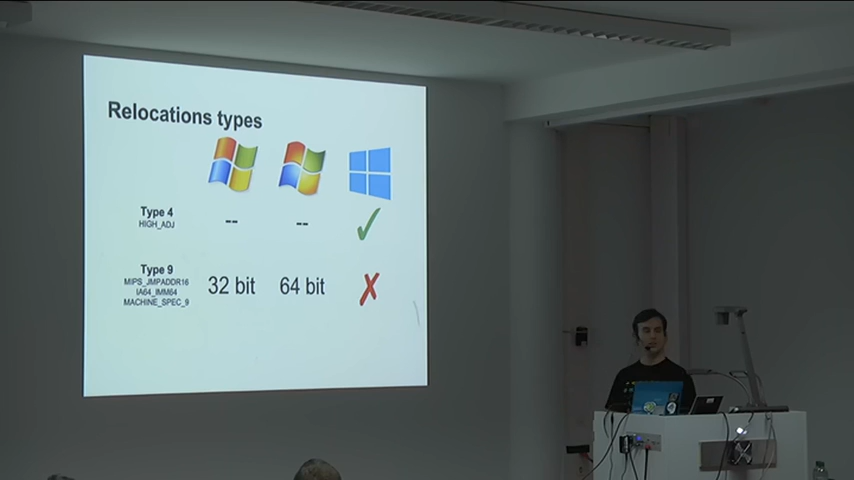 Relocations types
Type 4
HIGH_ADJ
--
--
Type 9
MIPS_JMPADDR16
IA64_IMM64
MACHINE_SPEC_9
32 bit
64 bit